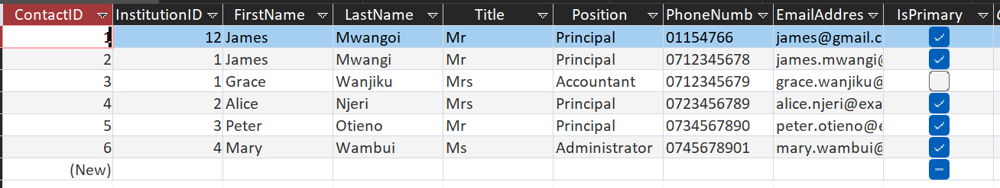 ContactID InstitutionID FirstName LastName Title Position PhoneNumb EmailAddres IsPrimary
1 12 James Mwangoi Mr Principal 01154766 james@gmail.c
2 1 James Mwangi Mr Principal 0712345678 james.mwangi@
3 1 Grace Wanjiku Mrs Accountant 0712345679 grace.wanjiku@
4 2 Alice Njeri Mrs Principal 0723456789 alice.njeri@exa
5 3 Peter Otieno Mr Principal 0734567890 peter.otieno@e
6 4 Mary Wambui Ms Administrator 0745678901 mary.wambui@
(New)